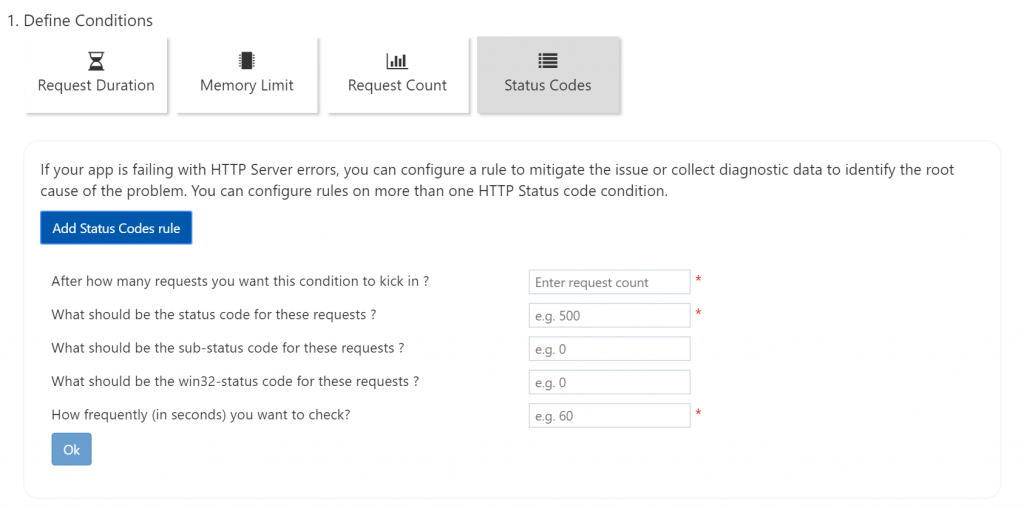 1. Define Conditions
Request Duration
Memory Limit
Request Count
Status Codes
If your app is failing with HTTP Server errors, you can configure a rule to mitigate the issue or collect diagnostic data to identify the root
cause of the problem. You can configure rules on more than one HTTP Status code condition.
Add Status Codes rule
After how many requests you want this condition to kick in ? Enter request count *
What should be the status code for these requests ? e.g. 500 *
What should be the sub-status code for these requests ? e.g. 0
What should be the win32-status code for these requests ? e.g. 0
How frequently (in seconds) you want to check? e.g. 60 *
Ok